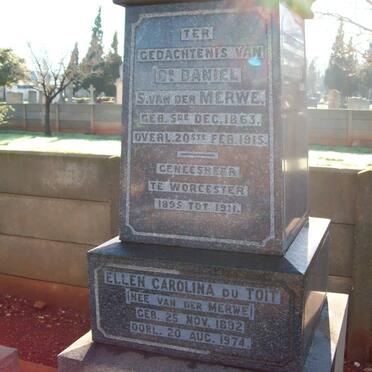 TER
GEDACHTENIS VAN
DR DANIEL
S. VAN DER MERWE.
GEB. 5DE DEC. 1863.
OVERL. 20STE FEB. 1915.
GENEESHEER
TE WORCESTER
1895 TOT 1911.
ELLEN CAROLINA DU TOIT
(NEE VAN DER MERWE)
GEB. 25 NOV. 1892
OORL. 20 AUG. 1974.